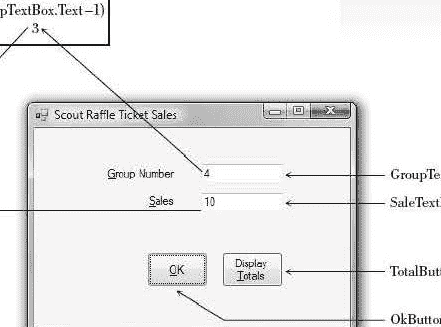 pTextBox.Text–1)
3
Scout Raffle Ticket Sales
Group Number 4 GroupTe
Sales 10 SaleText
OK Display Totals TotalButt
OkButton